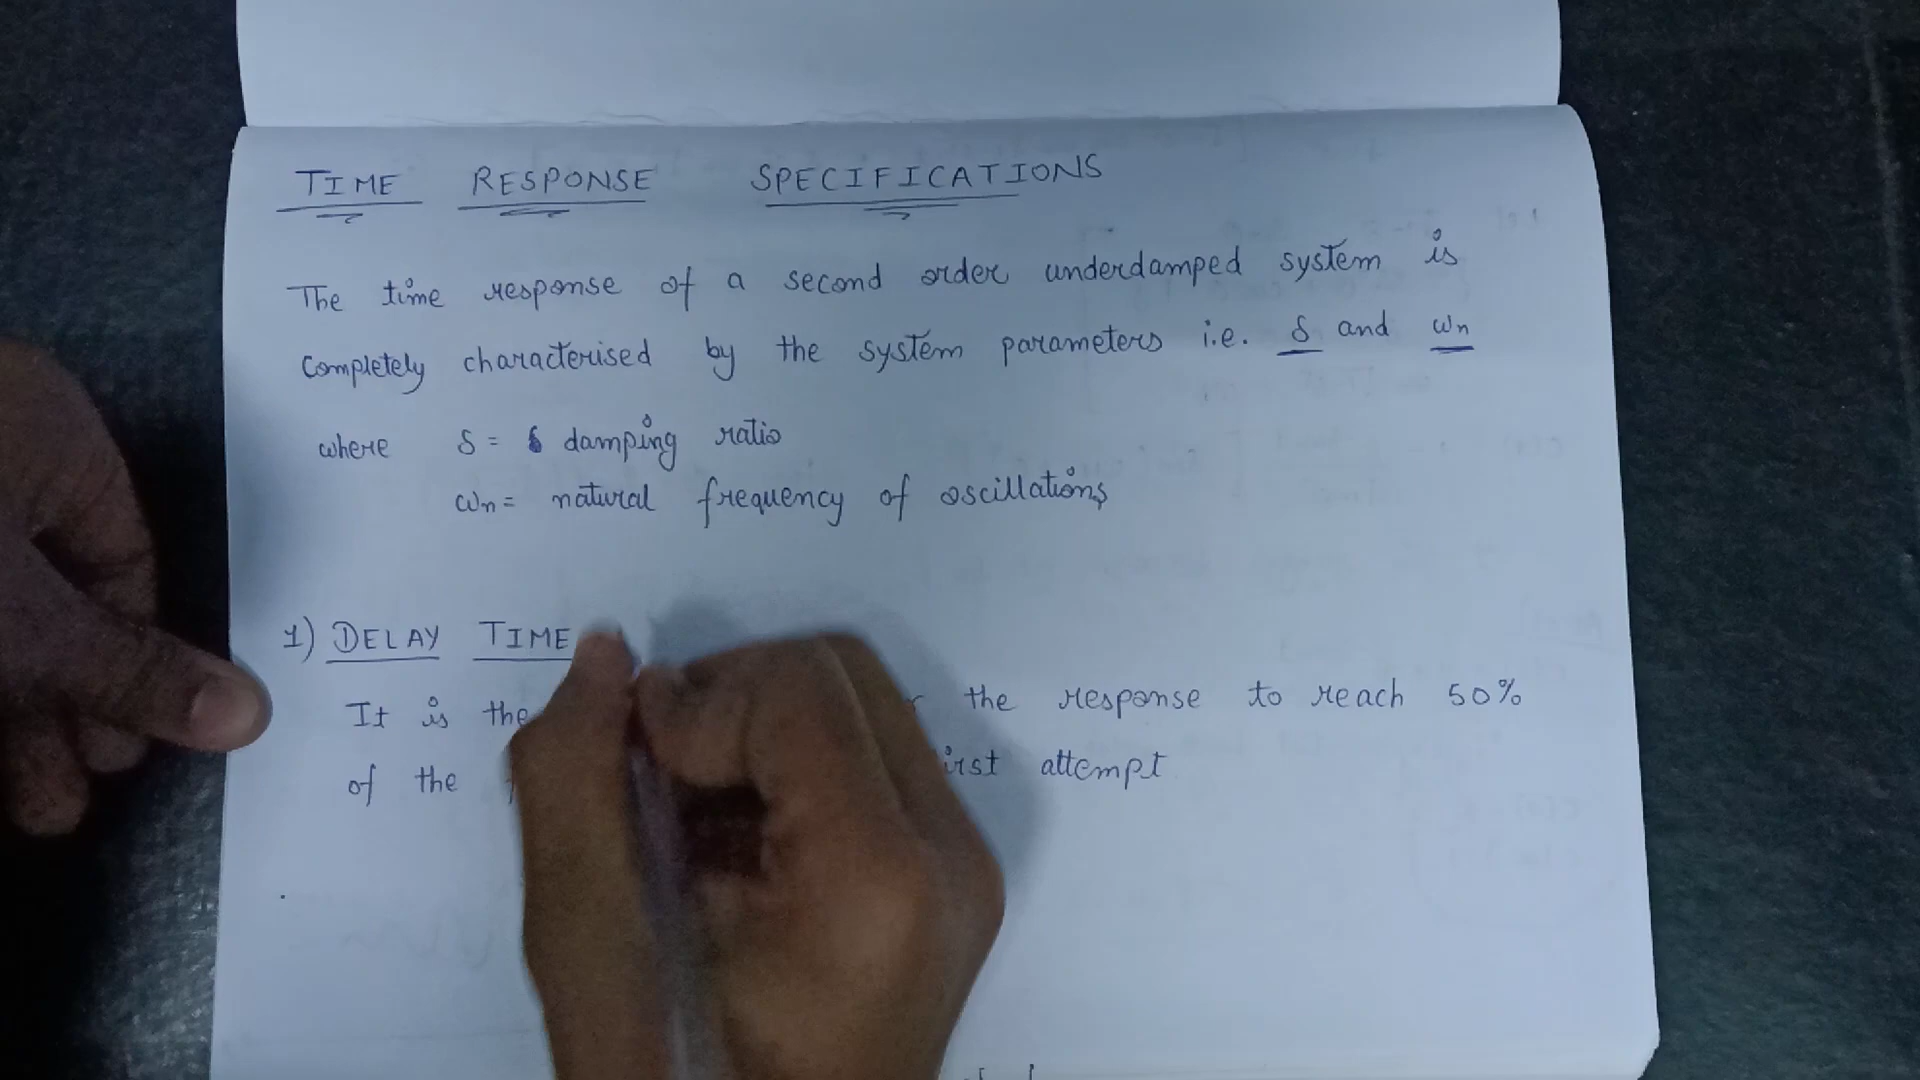 TIME RESPONSE SPECIFICATIONS
The time response of a second order underdamped system is
Completely characterised by the system parameters i.e. δ and ωn
where δ = damping ratio
ωn = natural frequency of oscillations
1) DELAY TIME
It is the the response to reach 50%
of the attempt